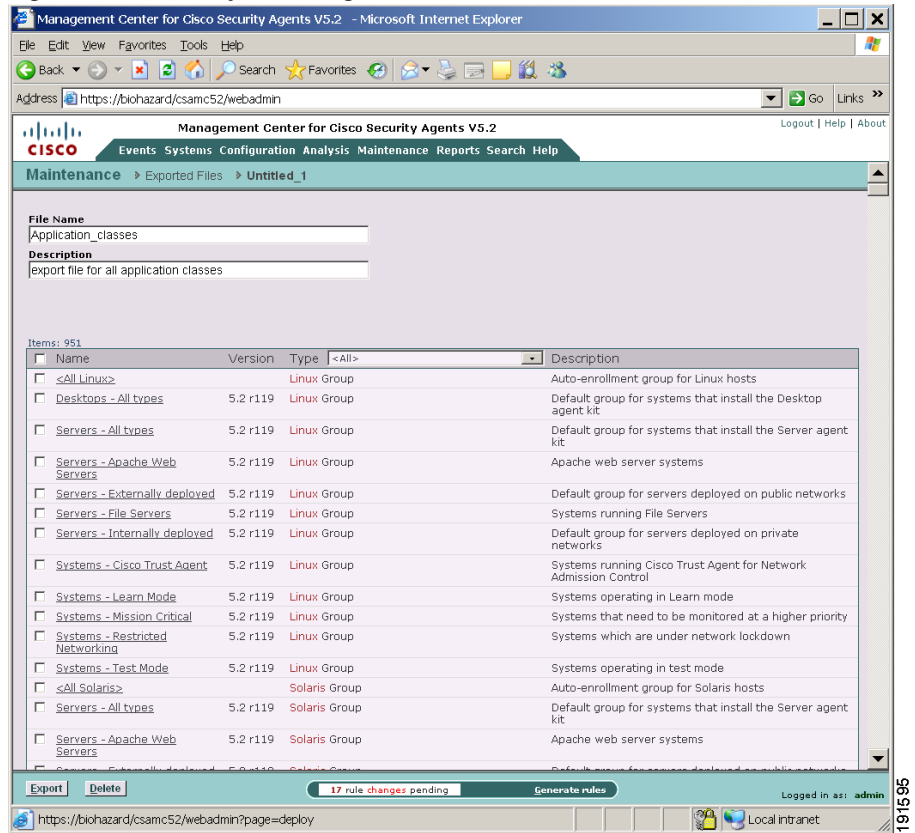 Management Center for Cisco Security Agents V5.2 - Microsoft Internet Explorer
File Edit View Favorites Tools Help
Back Search Favorites
Address https://biohazard/csamc52/webadmin Go Links »
Management Center for Cisco Security Agents V5.2 Logout | Help | About
CISCO Events Systems Configuration Analysis Maintenance Reports Search Help
Maintenance Exported Files Untitled_1
File Name
Application_classes
Description
export file for all application classes
Items: 951
Name Version Type <All> Description
<All Linux> Linux Group Auto-enrollment group for Linux hosts
Desktops - All types 5.2 r119 Linux Group Default group for systems that install the Desktop
agent kit
Servers - All types 5.2 r119 Linux Group Default group for systems that install the Server agent
kit
Servers - Apache Web 5.2 r119 Linux Group Apache web server systems
Servers
Servers - Externally deployed 5.2 r119 Linux Group Default group for servers deployed on public networks
Servers - File Servers 5.2 r119 Linux Group Systems running File Servers
Servers - Internally deployed 5.2 r119 Linux Group Default group for servers deployed on private
networks
Systems - Cisco Trust Agent 5.2 r119 Linux Group Systems running Cisco Trust Agent for Network
Admission Control
Systems - Learn Mode 5.2 r119 Linux Group Systems operating in Learn mode
Systems - Mission Critical 5.2 r119 Linux Group Systems that need to be monitored at a higher priority
Systems - Restricted 5.2 r119 Linux Group Systems which are under network lockdown
Networking
Systems - Test Mode 5.2 r119 Linux Group Systems operating in test mode
<All Solaris> Solaris Group Auto-enrollment group for Solaris hosts
Servers - All types 5.2 r119 Solaris Group Default group for systems that install the Server agent
kit
Servers - Apache Web 5.2 r119 Solaris Group Apache web server systems
Servers
Export Delete 17 rule changes pending Generate rules Logged in as: admin
https://biohazard/csamc52/webadmin?page=deploy Local intranet
191595